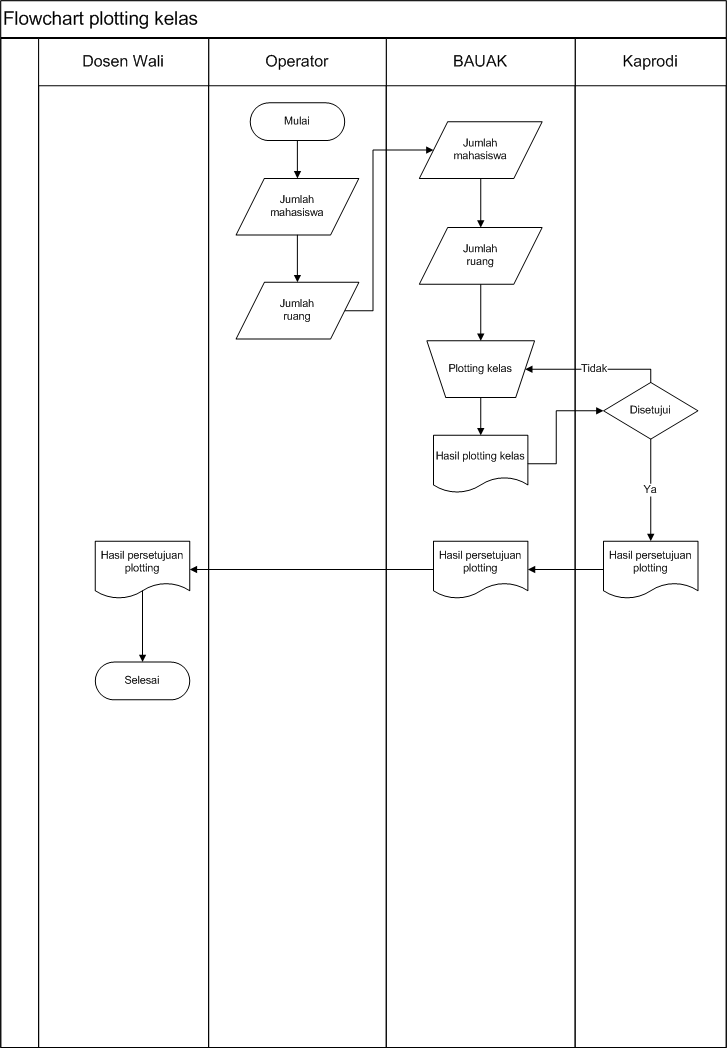 Flowchart plotting kelas
Dosen Wali
Operator
BAUAK
Kaprodi
Mulai
Jumlah
mahasiswa
Jumlah
ruang
Jumlah
mahasiswa
Jumlah
ruang
Plotting kelas
Tidak
Disetujui
Hasil plotting kelas
Ya
Hasil persetujuan
plotting
Hasil persetujuan
plotting
Hasil persetujuan
plotting
Selesai